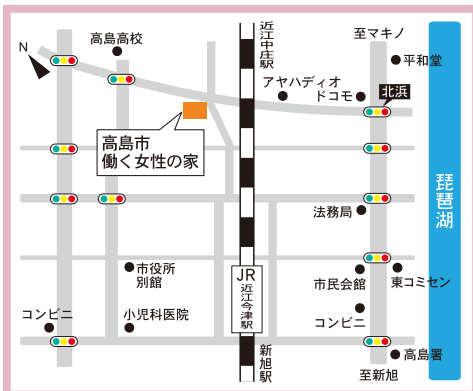 N
高島高校
近江中庄駅
至マキノ
平和堂
アヤハディオ
ドコモ
北浜
高島市
働く女性の家
琵琶湖
法務局
市役所
別館
JR
近江今津駅
市民会館
東コミセン
コンビニ
小児科医院
コンビニ
新旭駅
高島署
至新旭